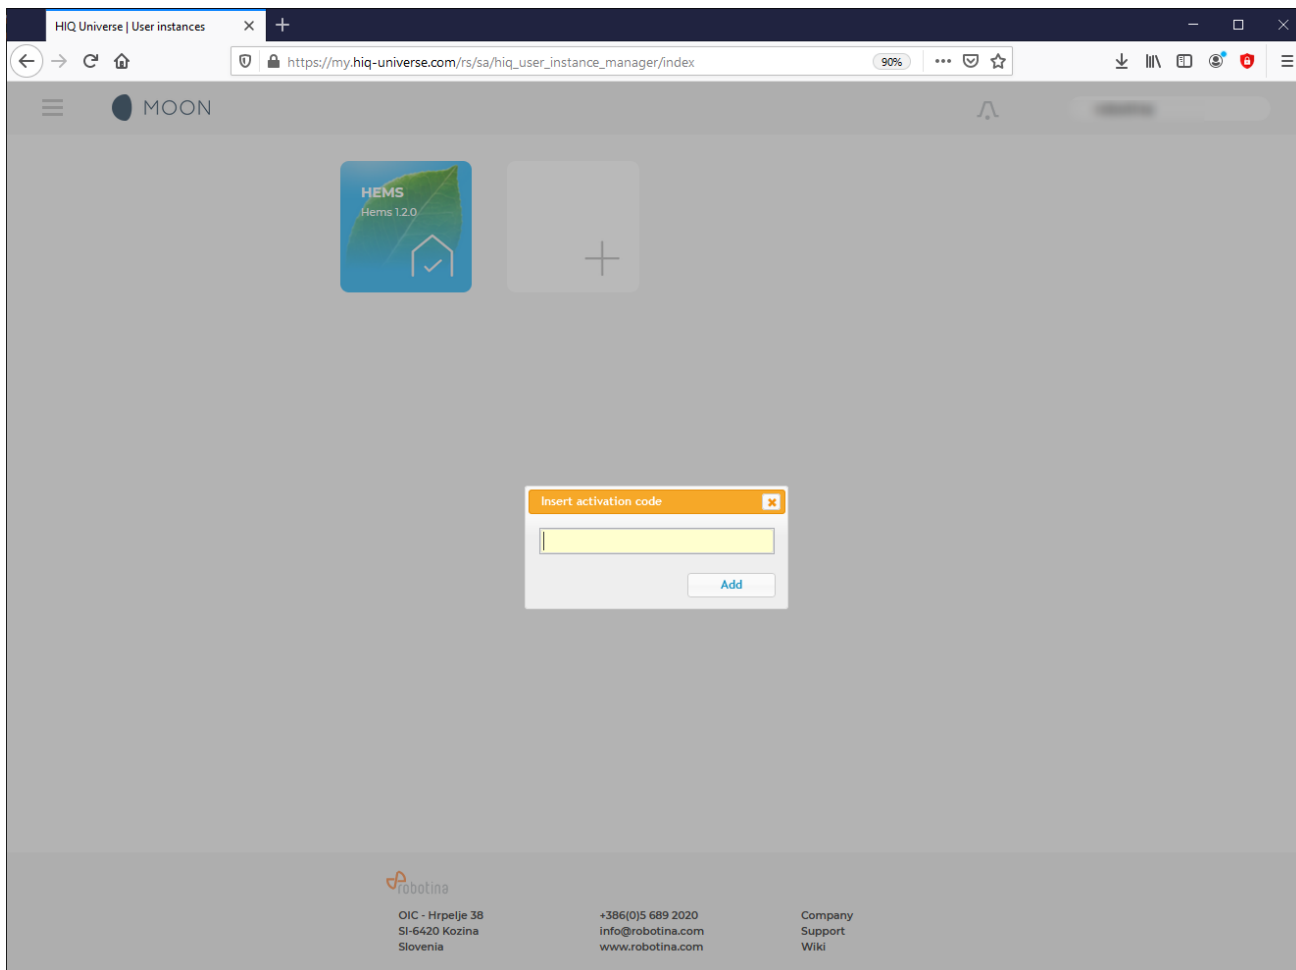 HIQ Universe | User instances
https://my.hiq-universe.com/rs/sa/hiq_user_instance_manager/index
90%
MOON
HEMS
Hems 1.2.0
Insert activation code
Add
robotina
OIC - Hrpelje 38
SI-6420 Kozina
Slovenia
+386(0)5 689 2020
info@robotina.com
www.robotina.com
Company
Support
Wiki